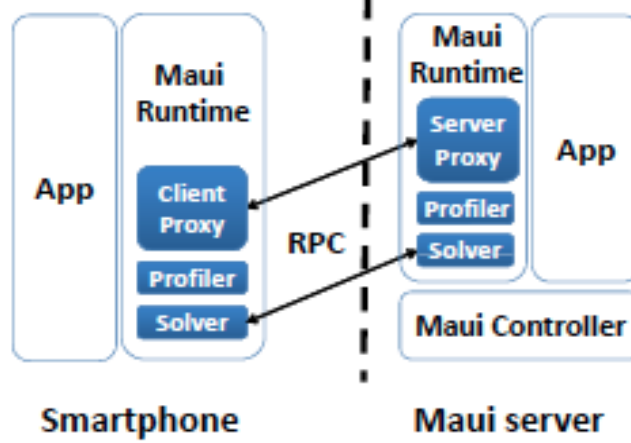 App
Maui
Runtime
Client
Proxy
Profiler
Solver
RPC
Maui
Runtime
Server
Proxy
Profiler
Solver
App
Maui Controller
Smartphone
Maui server